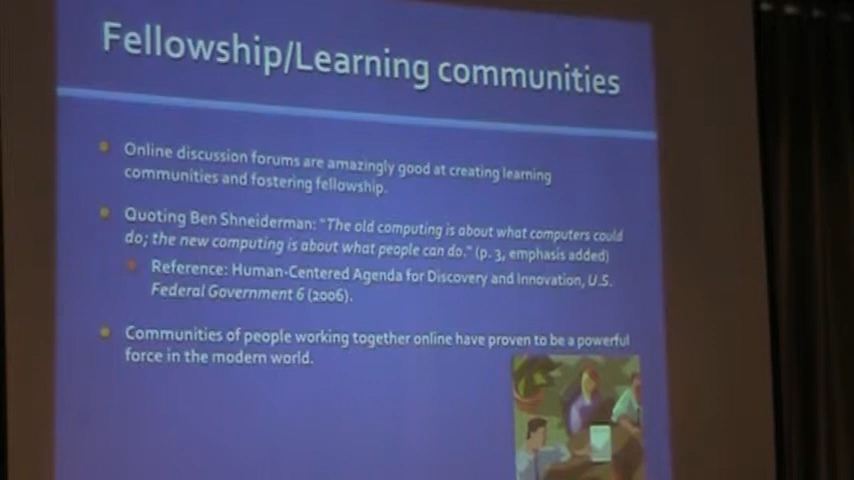 Fellowship/Learning communities
Online discussion forums are amazingly good at creating learning
communities and fostering fellowship.
Quoting Ben Shneiderman: "The old computing is about what computers could
do; the new computing is about what people can do." (p. 3, emphasis added)
Reference: Human-Centered Agenda for Discovery and Innovation, U.S.
Federal Government 6 (2006).
Communities of people working together online have proven to be a powerful
force in the modern world.